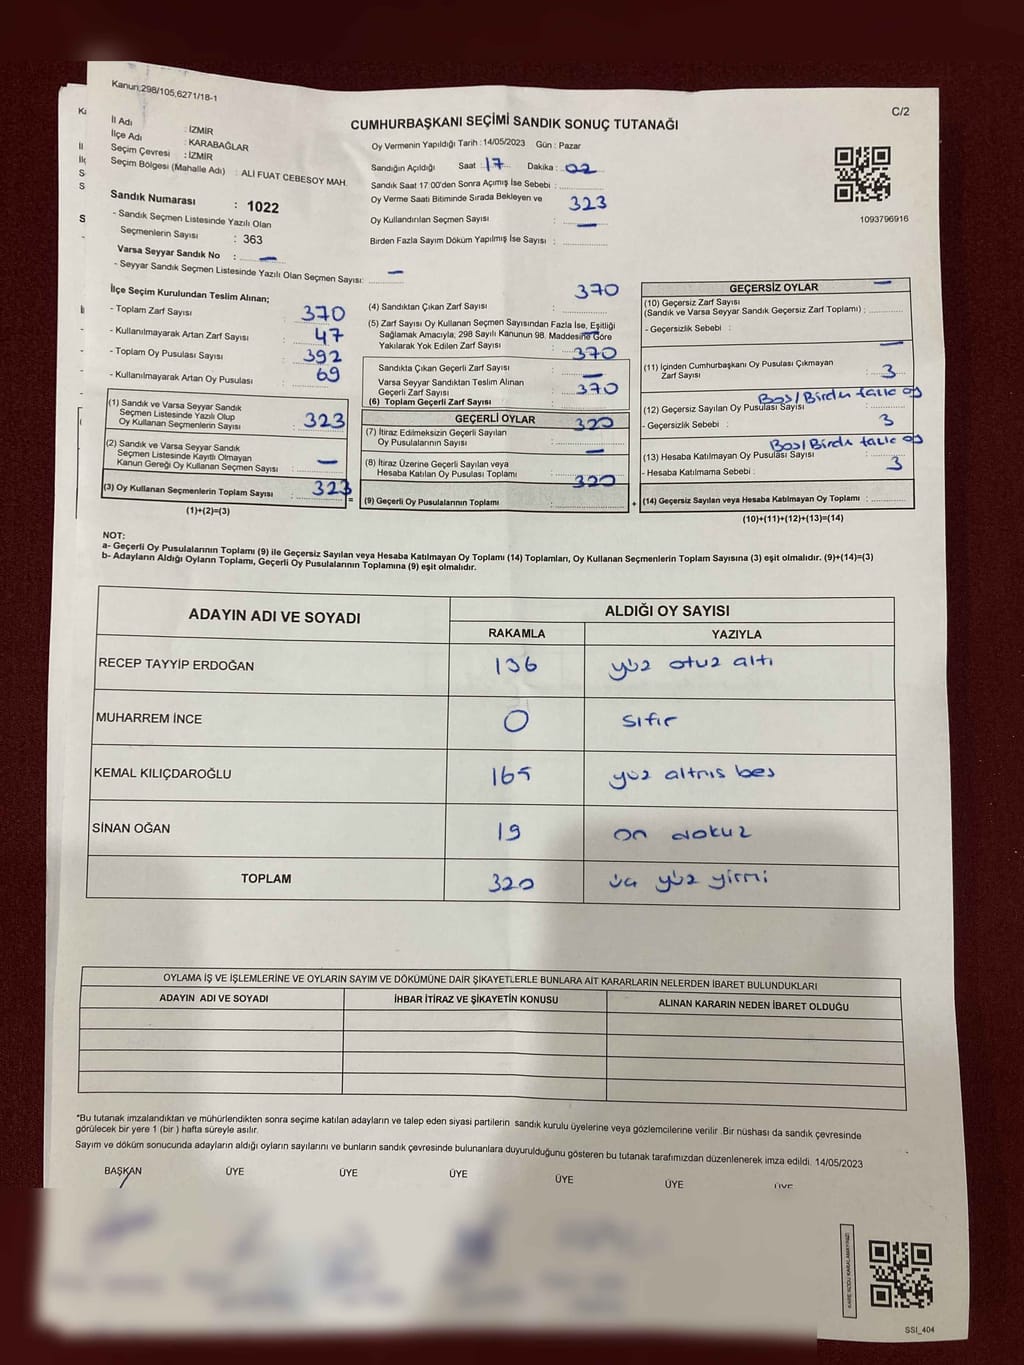 Kanun;298/105,6271/18-1
C/2
CUMHURBAŞKANI SEÇİMİ SANDIK SONUÇ TUTANAĞI
İl Adı : İZMİR
İlçe Adı : KARABAĞLAR
Seçim Çevresi : İZMİR
Seçim Bölgesi (Mahalle Adı) : ALİ FUAT CEBESOY MAH.
Sandık Numarası : 1022
- Sandık Seçmen Listesinde Yazılı Olan
Seçmenlerin Sayısı : 363
Varsa Seyyar Sandık No : —
- Seyyar Sandık Seçmen Listesinde Yazılı Olan Seçmen Sayısı: —
Oy Vermenin Yapıldığı Tarih : 14/05/2023 Gün : Pazar
Sandığın Açıldığı Saat : 17 Dakika : 02
Sandık Saat 17:00'den Sonra Açımış İse Sebebi :
Oy Verme Saati Bitiminde Sırada Bekleyen ve 323
Oy Kullandırılan Seçmen Sayısı : —
Birden Fazla Sayım Döküm Yapılmış İse Sayısı :
1093796916
İlçe Seçim Kurulundan Teslim Alınan;
- Toplam Zarf Sayısı : 370
- Kullanılmayarak Artan Zarf Sayısı : 47
- Toplam Oy Pusulası Sayısı : 392
- Kullanılmayarak Artan Oy Pusulası : 69
(1) Sandık ve Varsa Seyyar Sandık
Seçmen Listesinde Yazılı Olup
Oy Kullanan Seçmenlerin Sayısı : 323
(2) Sandık ve Varsa Seyyar Sandık
Seçmen Listesinde Kayıtlı Olmayan
Kanun Gereği Oy Kullanan Seçmen Sayısı : —
(3) Oy Kullanan Seçmenlerin Toplam Sayısı : 323
(1)+(2)=(3)
370
(4) Sandıktan Çıkan Zarf Sayısı :
(5) Zarf Sayısı Oy Kullanan Seçmen Sayısından Fazla İse, Eşitliği
Sağlamak Amacıyla, 298 Sayılı Kanunun 98. Maddesine Göre
Yakılarak Yok Edilen Zarf Sayısı : —
370
Sandıkta Çıkan Geçerli Zarf Sayısı :
Varsa Seyyar Sandıktan Teslim Alınan —
Geçerli Zarf Sayısı : 370
(6) Toplam Geçerli Zarf Sayısı :
GEÇERLİ OYLAR
320
(7) İtiraz Edilmeksizin Geçerli Sayılan
Oy Pusulalarının Sayısı :
—
(8) İtiraz Üzerine Geçerli Sayılan veya
Hesaba Katılan Oy Pusulası Toplamı :
320
(9) Geçerli Oy Pusulalarının Toplamı :
GEÇERSİZ OYLAR
—
(10) Geçersiz Zarf Sayısı
(Sandık ve Varsa Seyyar Sandık Geçersiz Zarf Toplamı) :
- Geçersizlik Sebebi :
—
(11) İçinden Cumhurbaşkanı Oy Pusulası Çıkmayan
Zarf Sayısı : 3
Boş/Birden fazla oy
(12) Geçersiz Sayılan Oy Pusulası Sayısı :
- Geçersizlik Sebebi : 3
Boş/Birden fazla oy
(13) Hesaba Katılmayan Oy Pusulası Sayısı :
- Hesaba Katılmama Sebebi : 3
(14) Geçersiz Sayılan veya Hesaba Katılmayan Oy Toplamı :
(10)+(11)+(12)+(13)=(14)
NOT:
a- Geçerli Oy Pusulalarının Toplamı (9) ile Geçersiz Sayılan veya Hesaba Katılmayan Oy Toplamı (14) Toplamları, Oy Kullanan Seçmenlerin Toplam Sayısına (3) eşit olmalıdır. (9)+(14)=(3)
b- Adayların Aldığı Oyların Toplamı, Geçerli Oy Pusulalarının Toplamına (9) eşit olmalıdır.
ADAYIN ADI VE SOYADI ALDIĞI OY SAYISI
RAKAMLA YAZIYLA
RECEP TAYYİP ERDOĞAN 136 yüz otuz altı
MUHARREM İNCE 0 sıfır
KEMAL KILIÇDAROĞLU 165 yüz altmıs bes
SİNAN OĞAN 19 on dokuz
TOPLAM 320 üç yüz yirmi
OYLAMA İŞ VE İŞLEMLERİNE VE OYLARIN SAYIM VE DÖKÜMÜNE DAİR ŞİKAYETLERLE BUNLARA AİT KARARLARIN NELERDEN İBARET BULUNDUKLARI
ADAYIN ADI VE SOYADI İHBAR İTİRAZ VE ŞİKAYETİN KONUSU ALINAN KARARIN NEDEN İBARET OLDUĞU
*Bu tutanak imzalandıktan ve mühürlendikten sonra seçime katılan adayların ve talep eden siyasi partilerin sandık kurulu üyelerine veya gözlemcilerine verilir .Bir nüshası da sandık çevresinde
görülecek bir yere 1 (bir ) hafta süreyle asılır.
Sayım ve döküm sonucunda adayların aldığı oyların sayılarını ve bunların sandık çevresinde bulunanlara duyurulduğunu gösteren bu tutanak tarafımızdan düzenlenerek imza edildi. 14/05/2023
BAŞKAN ÜYE ÜYE ÜYE ÜYE ÜYE ÜYE
KARE KODU KARALAMAYINIZ!
SSI_404